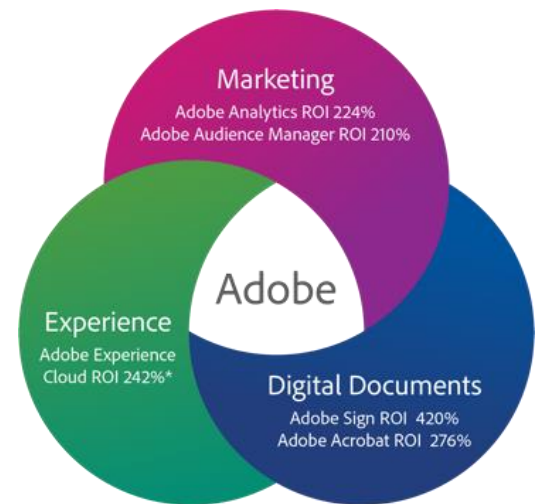 Marketing
Adobe Analytics ROI 224%
Adobe Audience Manager ROI 210%
Adobe
Experience
Adobe Experience
Cloud ROI 242%*
Digital Documents
Adobe Sign ROI 420%
Adobe Acrobat ROI 276%